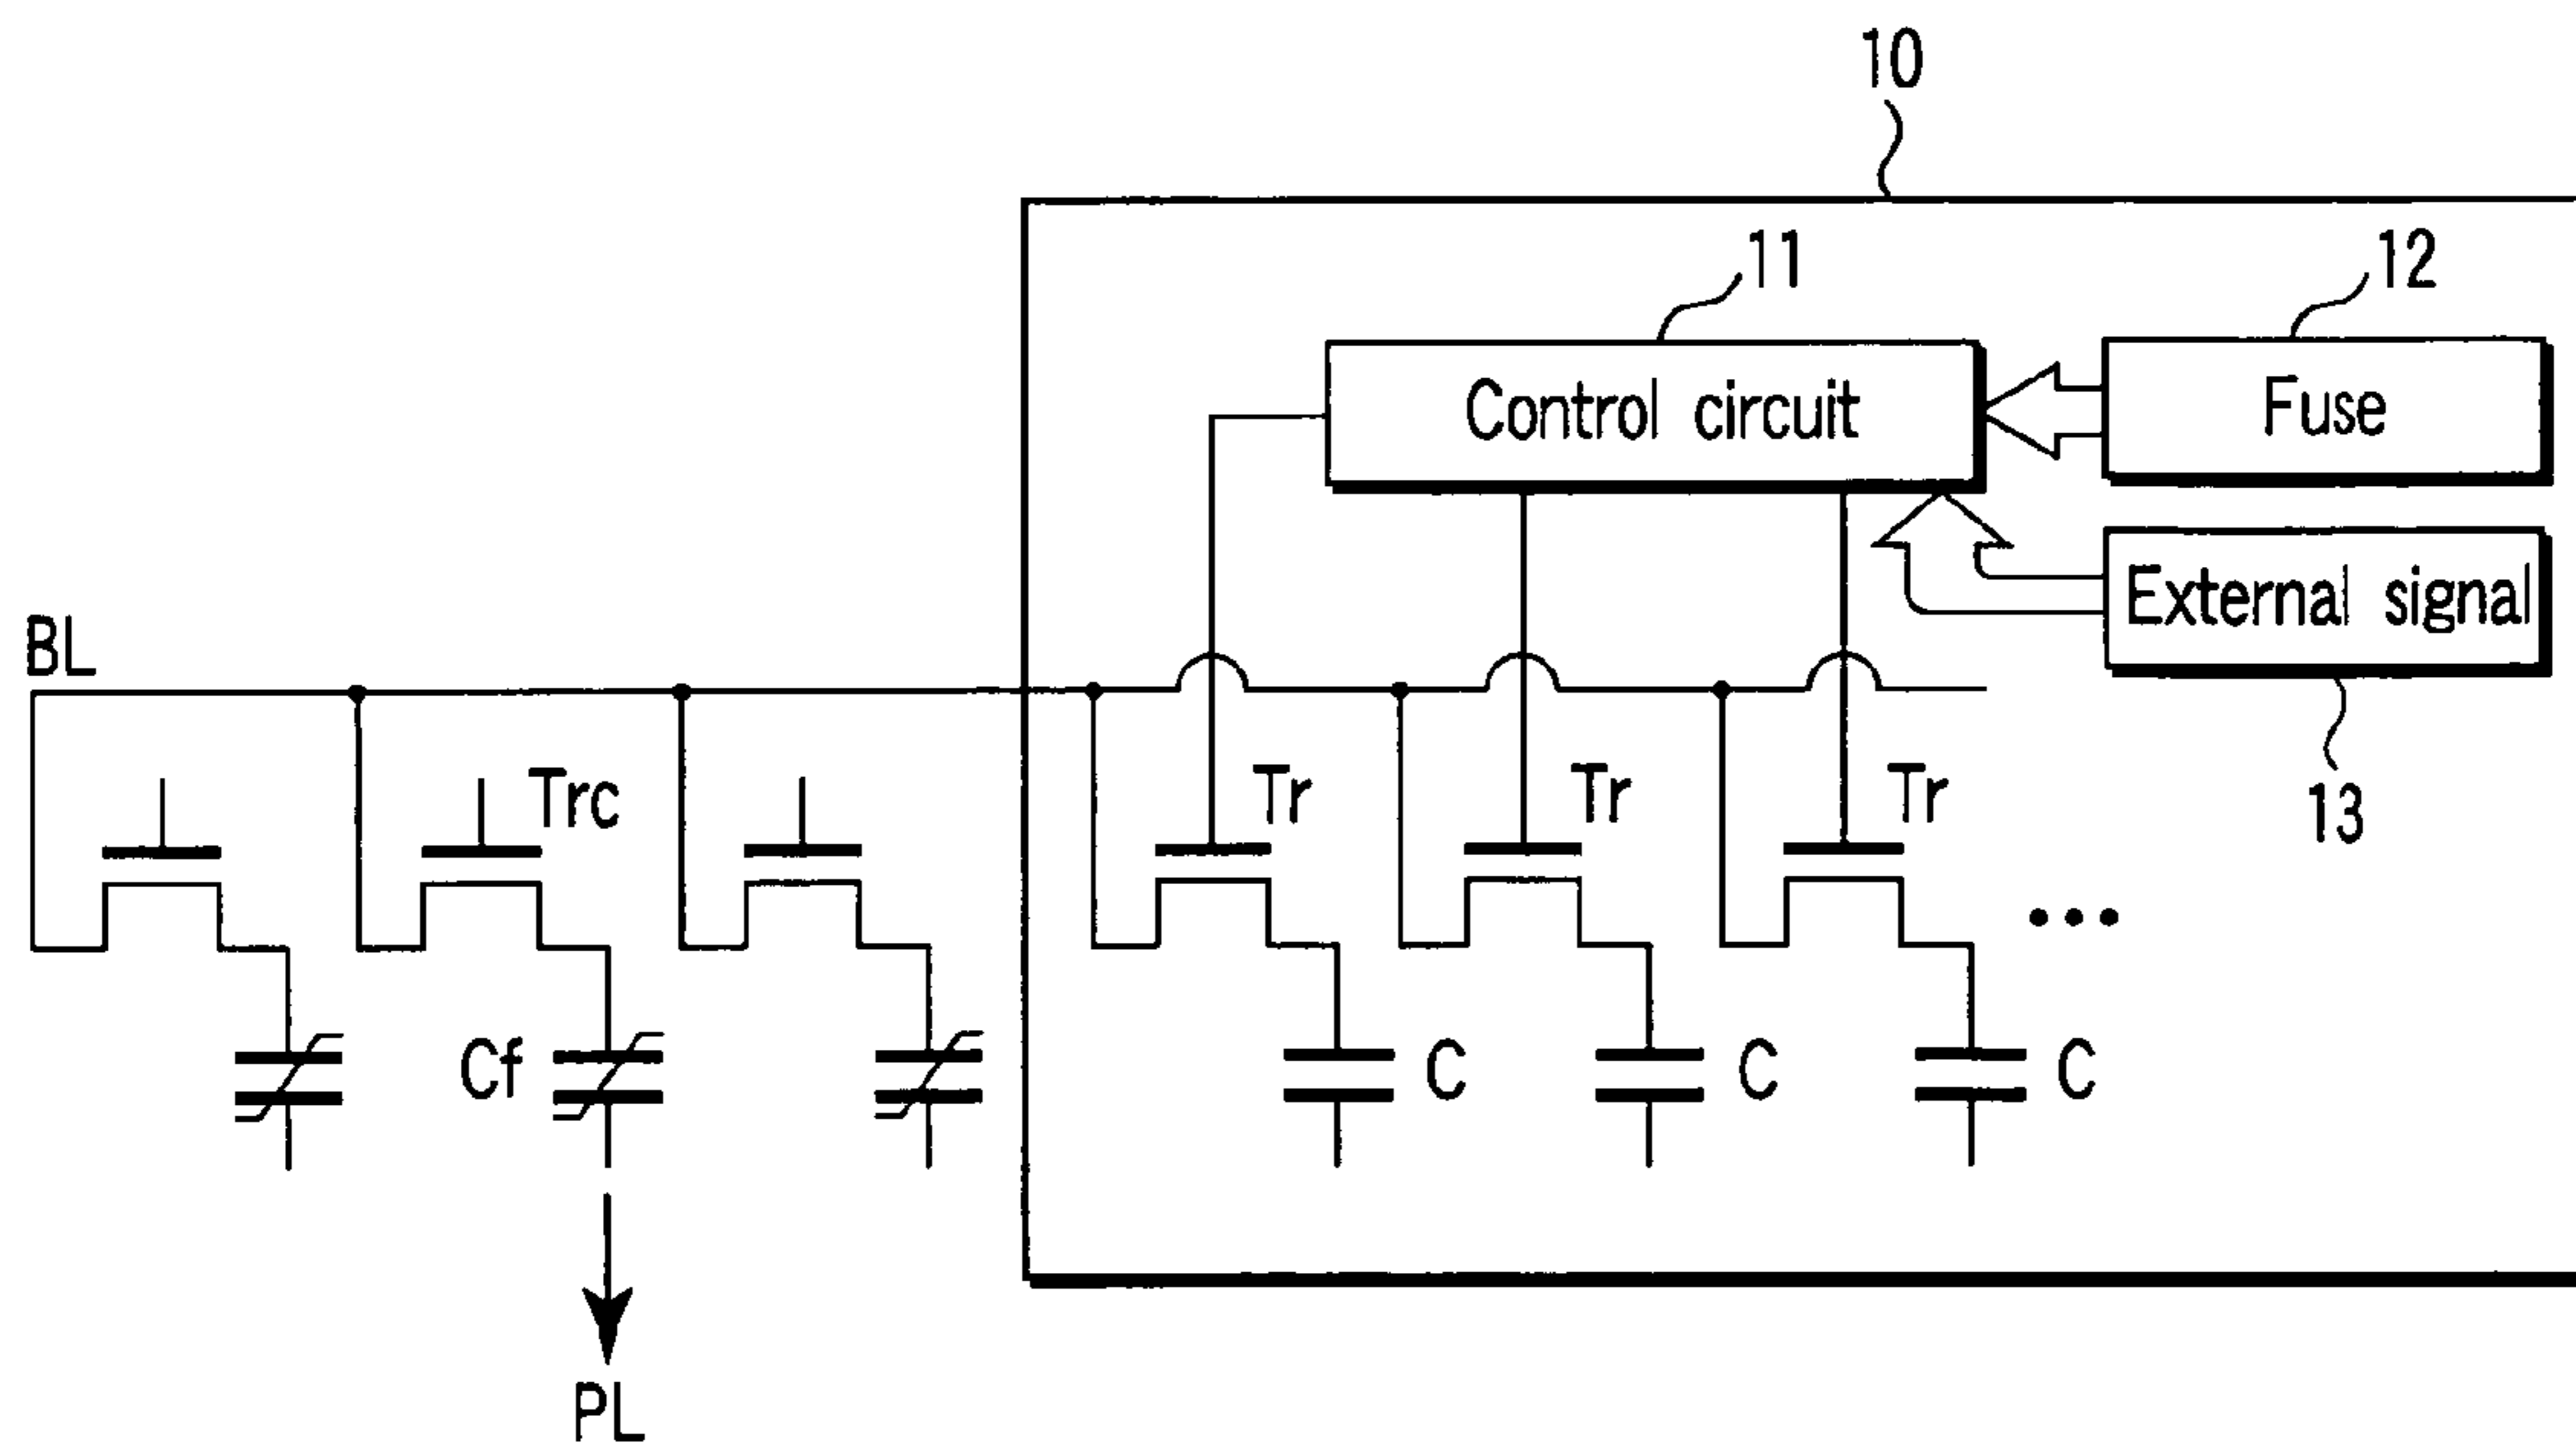 10
11
12
Control circuit
Fuse
External signal
BL
Trc
Tr
Tr
Tr
13
Cf
C
C
C
PL